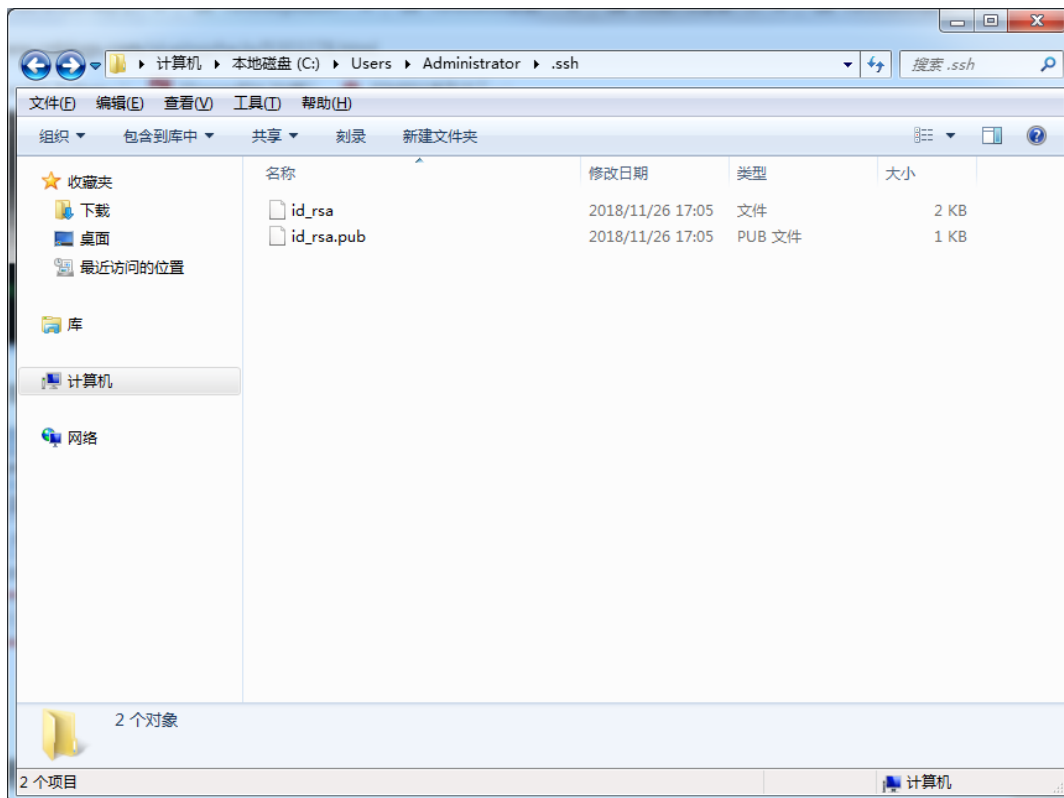 计算机 本地磁盘 (C:) Users Administrator .ssh 搜索 .ssh
文件(F) 编辑(E) 查看(V) 工具(T) 帮助(H)
组织 包含到库中 共享 刻录 新建文件夹
收藏夹
下载
桌面
最近访问的位置
库
计算机
网络
名称 修改日期 类型 大小
id_rsa 2018/11/26 17:05 文件 2 KB
id_rsa.pub 2018/11/26 17:05 PUB 文件 1 KB
2 个对象
2 个项目 计算机